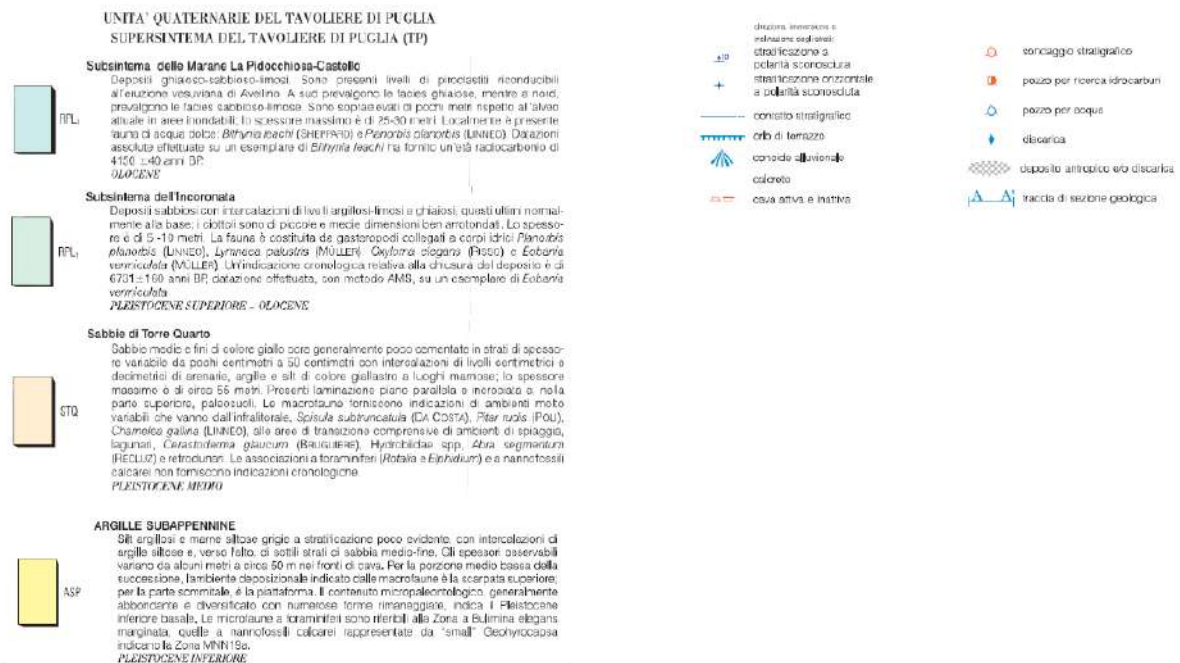 UNITA' QUATERNARIE DEL TAVOLIERE DI PUGLIA
SUPERSINTEMA DEL TAVOLIERE DI PUGLIA (TP)
Subsintema delle Marane La Pidocchiosa-Castello
Depositi ghiaioso-sabbioso-limosi. Sono presenti livelli di piroclastiti riconducibili
all'eruzione vesuviana di Avellino. A sud prevalgono le facies ghiaiose, mentre a nord,
prevalgono le facies sabbioso-limose. Sono sopraelevati di pochi metri rispetto all'alveo
attuale in aree inondabili; lo spessore massimo è di 25-30 metri. Localmente è presente
fauna di acqua dolce: Bithynia leachi (SHEPPARD) e Planorbis planorbis (LINNEO). Datazioni
assolute effettuate su un esemplare di Bithynia leachi ha fornito un'età radiocarbonio di
4150 ±40 anni BP.
OLOCENE
RPL
Subsintema dell'Incoronata
Depositi sabbiosi con intercalazioni di livelli argillosi-limosi e ghiaiosi, questi ultimi normal-
mente alla base; i ciottoli sono di piccole e medie dimensioni ben arrotondati. Lo spesso-
re è di 5 -10 metri. La fauna è costituita da gasteropodi collegati a corpi idrici Planorbis
planorbis (LINNEO), Lymnaea palustris (MÜLLER) Oxyloma elegans (RISSO) e Eobania
vermiculata (MÜLLER). Un'indicazione cronologica relativa alla chiusura del deposito è di
6731±160 anni BP, datazione effettuata, con metodo AMS, su un esemplare di Eobania
vermiculata
PLEISTOCENE SUPERIORE – OLOCENE
RPL₁
Sabbie di Torre Quarto
Sabbie medie e fini di colore giallo ocra generalmente poco cementate in strati di spesso-
re variabile da pochi centimetri a 50 centimetri con intercalazioni di livelli centimetrici e
decimetrici di arenarie, argille e silt di colore giallastro a luoghi marnose; lo spessore
massimo è di circa 55 metri. Presenti laminazione piano parallela e incrociata e, nella
parte superiore, paleosuoli. Le macrofaune forniscono indicazioni di ambienti molto
variabili che vanno dall'infralitorale, Spisula subtruncatula (DA COSTA), Pitar rudis (POLI),
Chamelea gallina (LINNEO), alle aree di transizione comprensive di ambienti di spiaggia,
lagunari, Cerastoderma glaucum (BRUGUIERE), Hydrobiidae spp, Abra segmentum
(RECLUZ) e retrodunari. Le associazioni a foraminiferi (Rotalia e Elphidium) e a nannofossili
calcarei non forniscono indicazioni cronologiche.
PLEISTOCENE MEDIO
STQ
ARGILLE SUBAPPENNINE
Silt argillosi e marne siltose grigio a stratificazione poco evidente, con intercalazioni di
argille siltose e, verso l'alto, di sottili strati di sabbia medio-fine. Gli spessori osservabili
variano da alcuni metri a circa 50 m nei fronti di cava. Per la porzione medio bassa della
successione, l'ambiente deposizionale indicato dalle macrofaune è la scarpata superiore;
per la parte sommitale, è la piattaforma. Il contenuto micropaleontologico, generalmente
abbondante e diversificato con numerose forme rimaneggiate, indica il Pleistocene
inferiore basale. Le microfaune a foraminiferi sono riferibili alla Zona a Bulimina elegans
marginata, quelle a nannofossili calcarei rappresentate da "small" Gephyrocapsa
indicano la Zona MNN19a.
PLEISTOCENE INFERIORE
ASP
direzione, immersione e
inclinazione degli strati:
stratificazione a
polarità sconosciuta
stratificazione orizzontale
a polarità sconosciuta
contatto stratigrafico
orlo di terrazzo
conoide alluvionale
calcrete
cava attiva e inattiva
sondaggio stratigrafico
pozzo per ricerca idrocarburi
pozzo per acqua
discarica
deposito antropico e/o discarica
A A' traccia di sezione geologica